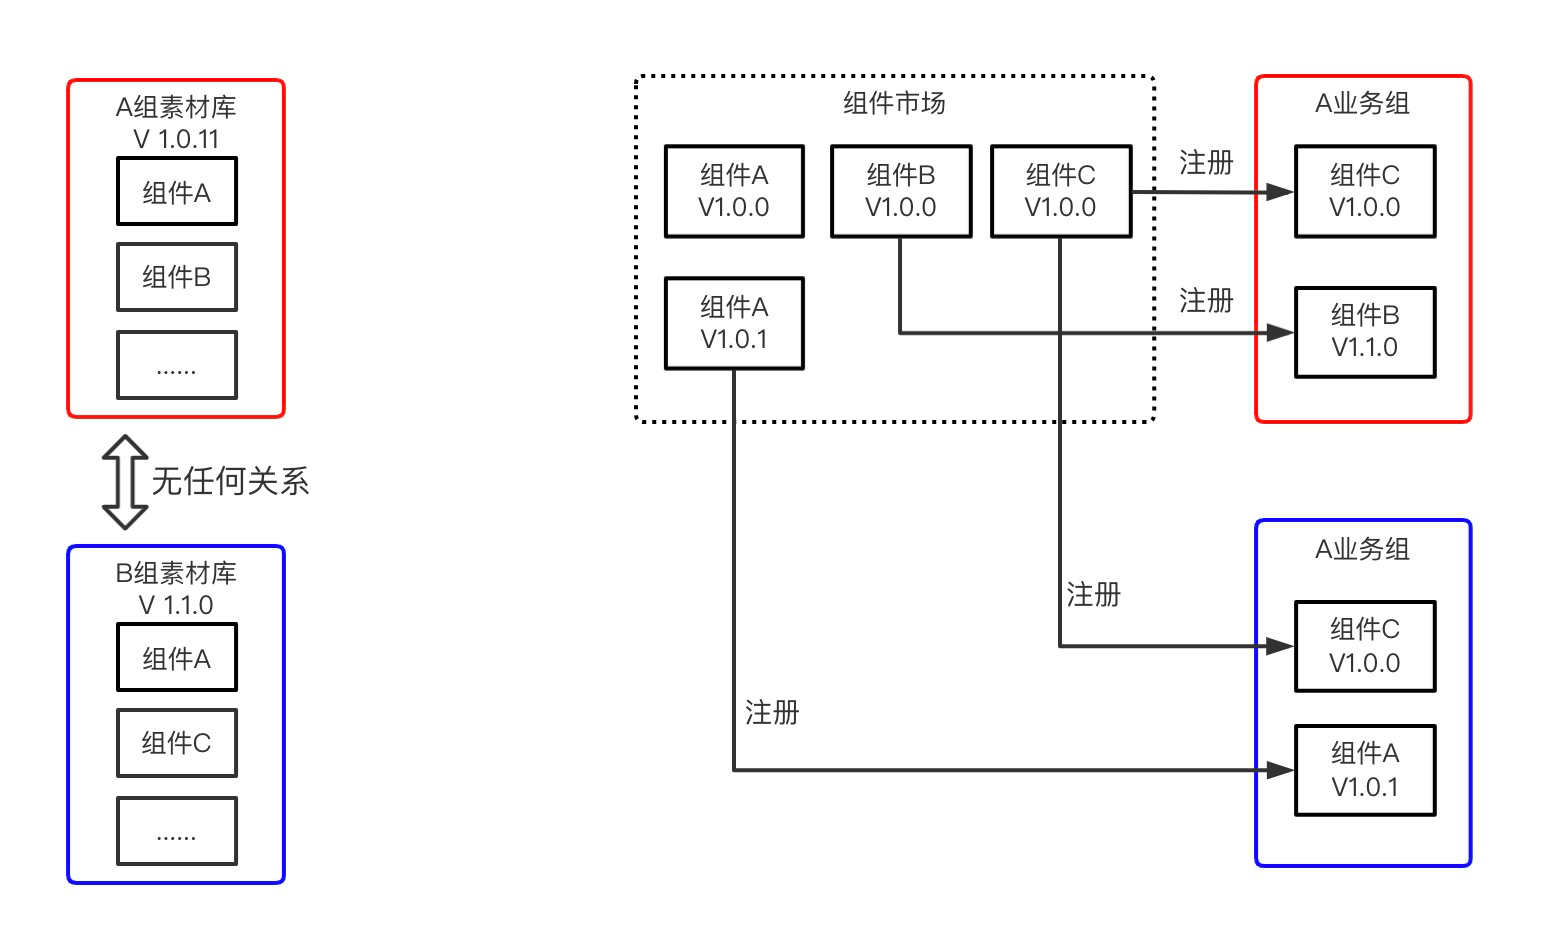 A组素材库
V 1.0.11
组件A
组件B
......
无任何关系
B组素材库
V 1.1.0
组件A
组件C
......
组件市场
组件A
V1.0.0
组件B
V1.0.0
组件C
V1.0.0
组件A
V1.0.1
注册
注册
注册
注册
A业务组
组件C
V1.0.0
组件B
V1.1.0
A业务组
组件C
V1.0.0
组件A
V1.0.1